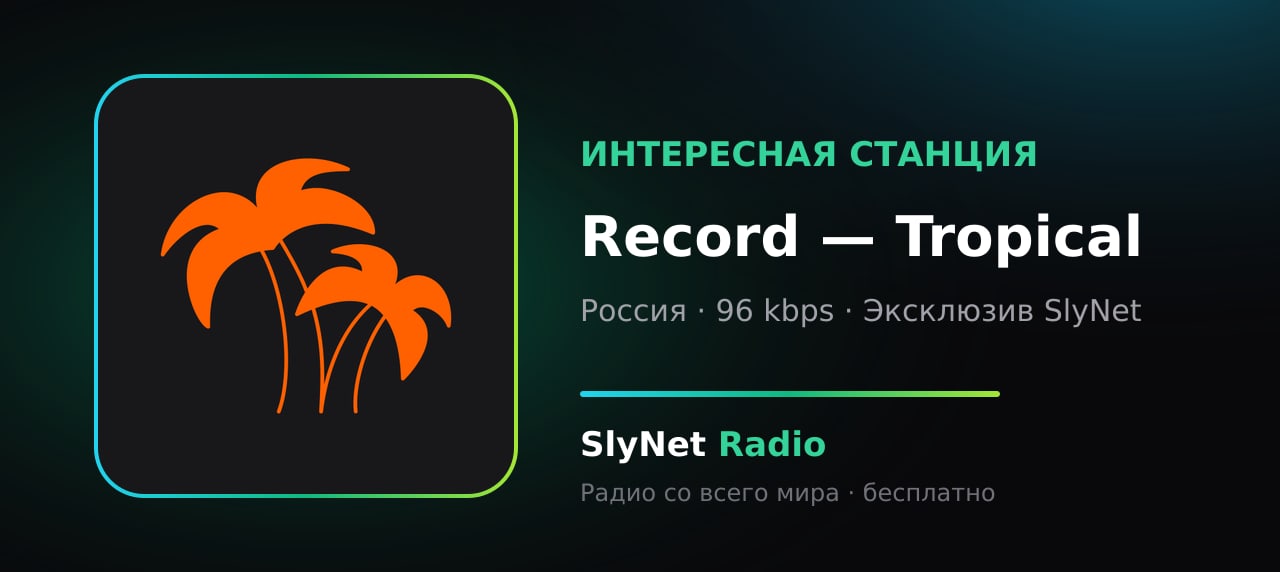 ИНТЕРЕСНАЯ СТАНЦИЯ
Record — Tropical
Россия · 96 kbps · Эксклюзив SlyNet
SlyNet Radio
Радио со всего мира · бесплатно